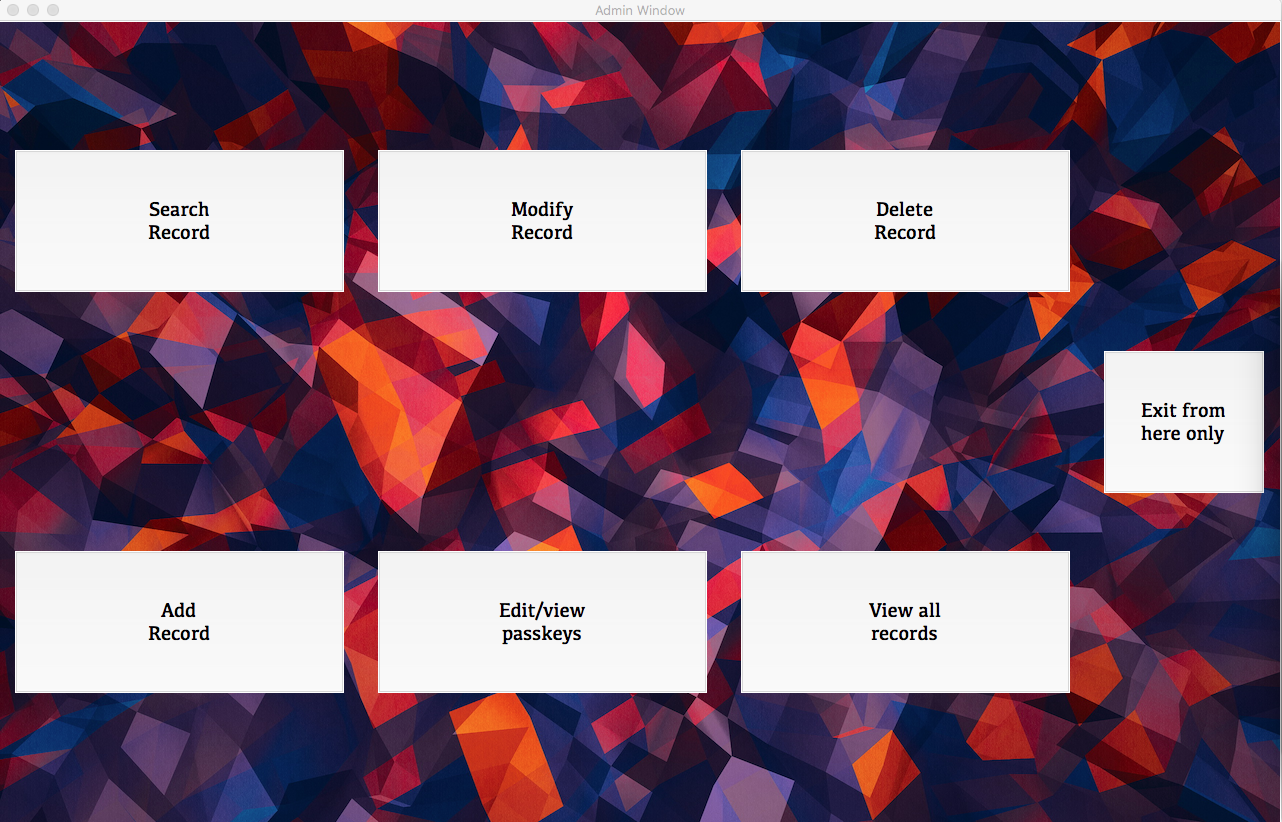 Admin Window
Search
Record
Modify
Record
Delete
Record
Exit from
here only
Add
Record
Edit/view
passkeys
View all
records